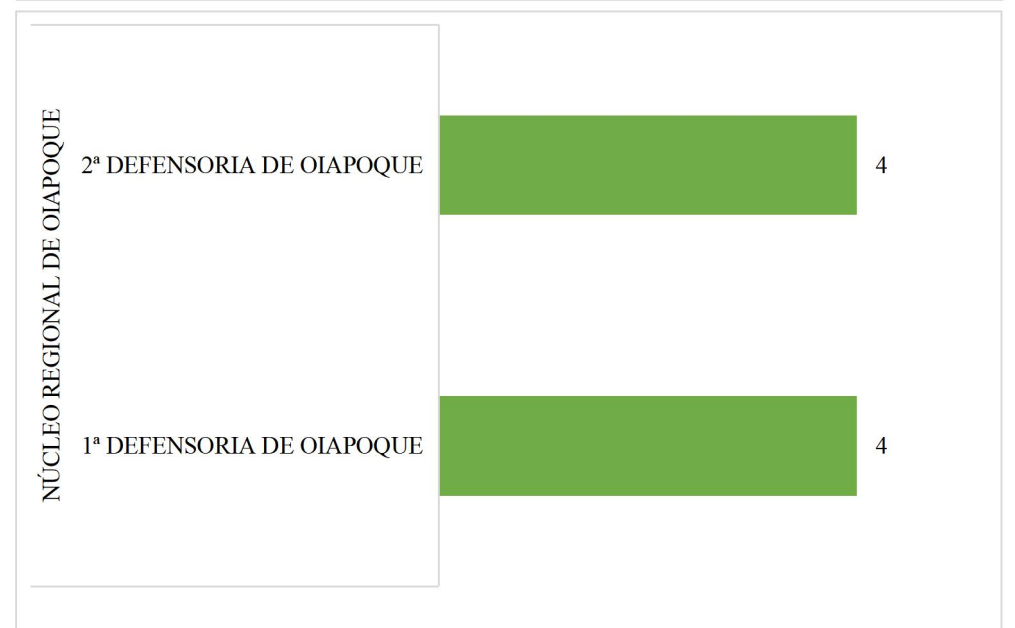 NÚCLEO REGIONAL DE OIAPOQUE
2ª DEFENSORIA DE OIAPOQUE
4
1ª DEFENSORIA DE OIAPOQUE
4